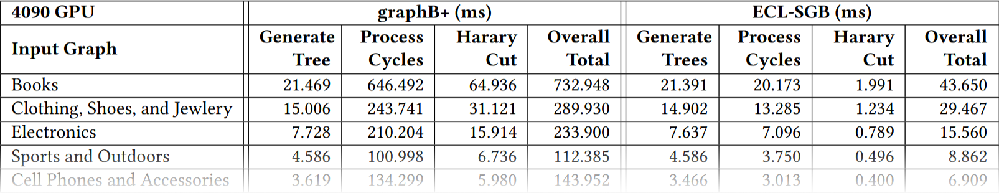 4090 GPU graphB+ (ms) ECL-SGB (ms)
Input Graph Generate Tree Process Cycles Harary Cut Overall Total Generate Trees Process Cycles Harary Cut Overall Total
Books 21.469 646.492 64.936 732.948 21.391 20.173 1.991 43.650
Clothing, Shoes, and Jewlery 15.006 243.741 31.121 289.930 14.902 13.285 1.234 29.467
Electronics 7.728 210.204 15.914 233.900 7.637 7.096 0.789 15.560
Sports and Outdoors 4.586 100.998 6.736 112.385 4.586 3.750 0.496 8.862
Cell Phones and Accessories 3.619 134.299 5.980 143.952 3.466 3.013 0.400 6.909